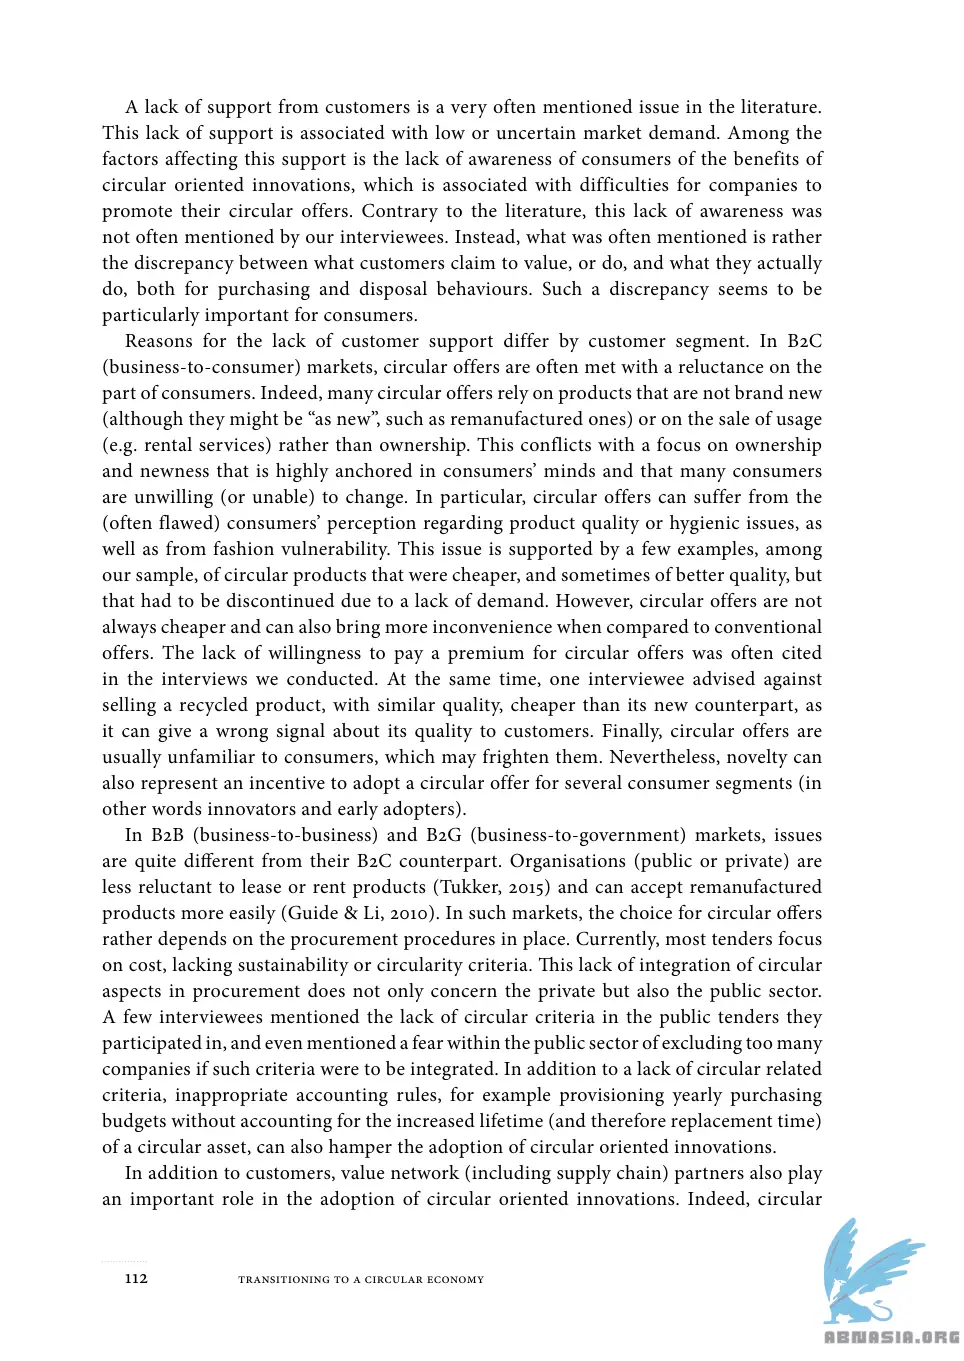 A lack of support from customers is a very often mentioned issue in the literature.
This lack of support is associated with low or uncertain market demand. Among the
factors affecting this support is the lack of awareness of consumers of the benefits of
circular oriented innovations, which is associated with difficulties for companies to
promote their circular offers. Contrary to the literature, this lack of awareness was
not often mentioned by our interviewees. Instead, what was often mentioned is rather
the discrepancy between what customers claim to value, or do, and what they actually
do, both for purchasing and disposal behaviours. Such a discrepancy seems to be
particularly important for consumers.
Reasons for the lack of customer support differ by customer segment. In B2C
(business-to-consumer) markets, circular offers are often met with a reluctance on the
part of consumers. Indeed, many circular offers rely on products that are not brand new
(although they might be “as new”, such as remanufactured ones) or on the sale of usage
(e.g. rental services) rather than ownership. This conflicts with a focus on ownership
and newness that is highly anchored in consumers’ minds and that many consumers
are unwilling (or unable) to change. In particular, circular offers can suffer from the
(often flawed) consumers’ perception regarding product quality or hygienic issues, as
well as from fashion vulnerability. This issue is supported by a few examples, among
our sample, of circular products that were cheaper, and sometimes of better quality, but
that had to be discontinued due to a lack of demand. However, circular offers are not
always cheaper and can also bring more inconvenience when compared to conventional
offers. The lack of willingness to pay a premium for circular offers was often cited
in the interviews we conducted. At the same time, one interviewee advised against
selling a recycled product, with similar quality, cheaper than its new counterpart, as
it can give a wrong signal about its quality to customers. Finally, circular offers are
usually unfamiliar to consumers, which may frighten them. Nevertheless, novelty can
also represent an incentive to adopt a circular offer for several consumer segments (in
other words innovators and early adopters).
In B2B (business-to-business) and B2G (business-to-government) markets, issues
are quite different from their B2C counterpart. Organisations (public or private) are
less reluctant to lease or rent products (Tukker, 2015) and can accept remanufactured
products more easily (Guide & Li, 2010). In such markets, the choice for circular offers
rather depends on the procurement procedures in place. Currently, most tenders focus
on cost, lacking sustainability or circularity criteria. This lack of integration of circular
aspects in procurement does not only concern the private but also the public sector.
A few interviewees mentioned the lack of circular criteria in the public tenders they
participated in, and even mentioned a fear within the public sector of excluding too many
companies if such criteria were to be integrated. In addition to a lack of circular related
criteria, inappropriate accounting rules, for example provisioning yearly purchasing
budgets without accounting for the increased lifetime (and therefore replacement time)
of a circular asset, can also hamper the adoption of circular oriented innovations.
In addition to customers, value network (including supply chain) partners also play
an important role in the adoption of circular oriented innovations. Indeed, circular
112 TRANSITIONING TO A CIRCULAR ECONOMY
ABNASIA.ORG